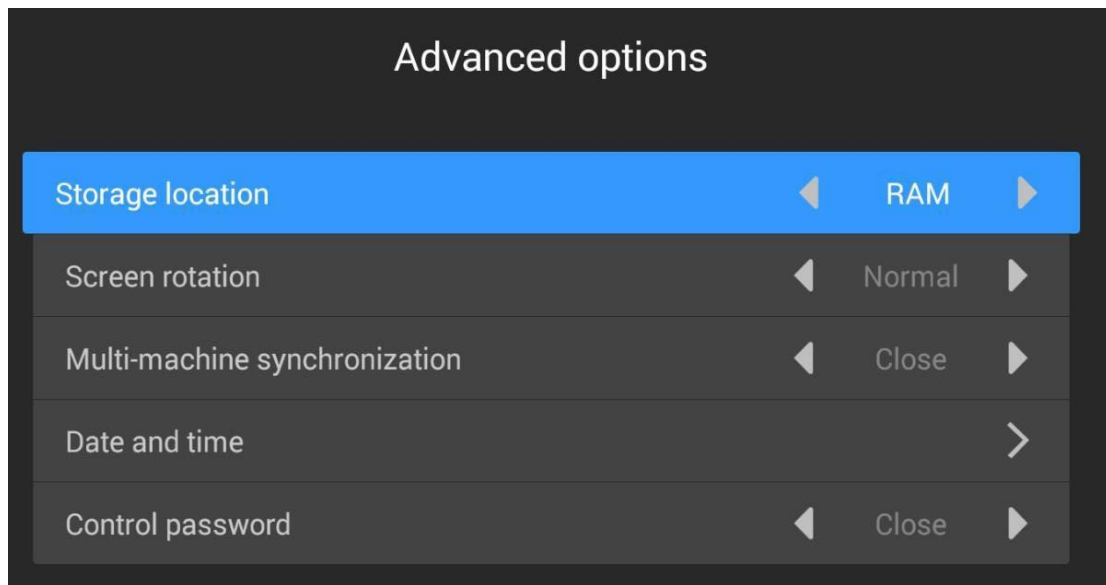 Advanced options
Storage location RAM
Screen rotation Normal
Multi-machine synchronization Close
Date and time
Control password Close